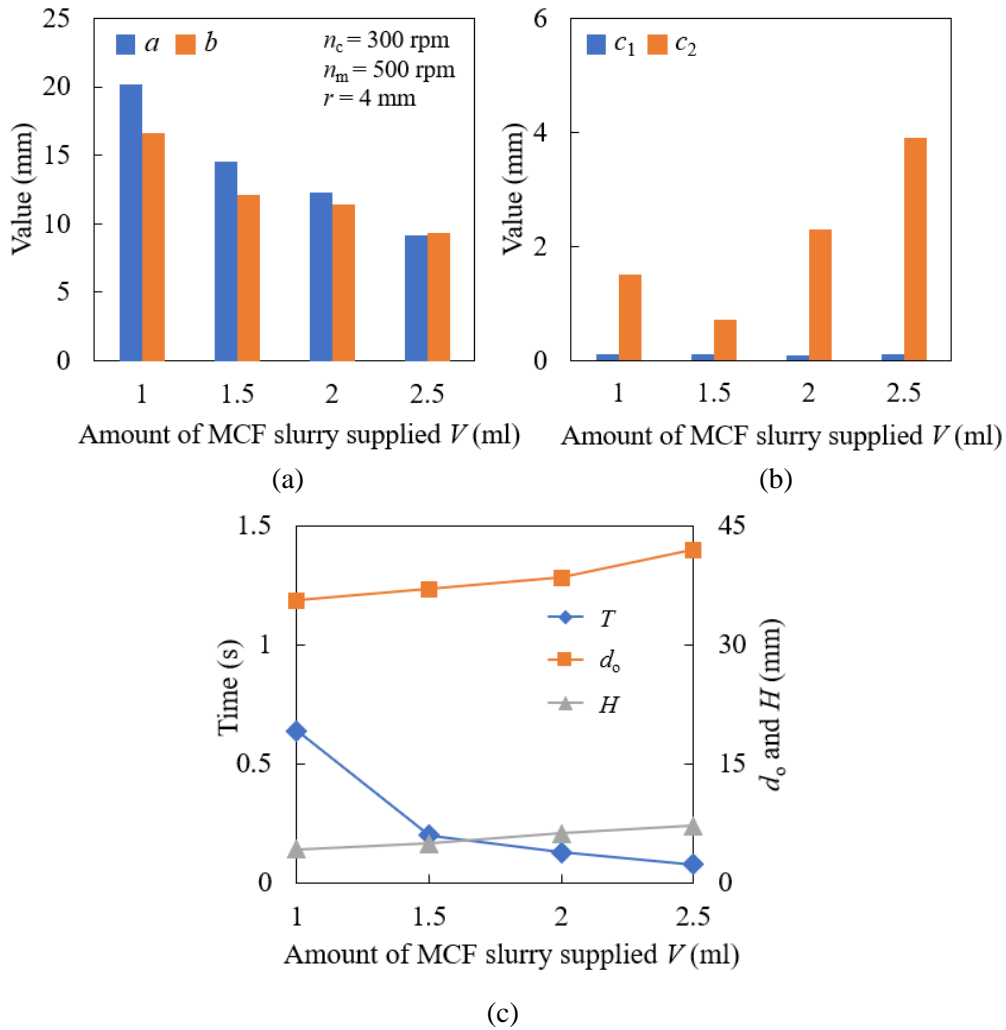 25
20
15
10
5
0
Value (mm)
a b
n_c = 300 rpm
n_m = 500 rpm
r = 4 mm
1 1.5 2 2.5
Amount of MCF slurry supplied V (ml)
(a)
6
4
2
0
Value (mm)
c_1 c_2
1 1.5 2 2.5
Amount of MCF slurry supplied V (ml)
(b)
1.5
1
0.5
0
Time (s)
T
d_o
H
45
30
15
0
d_o and H (mm)
1 1.5 2 2.5
Amount of MCF slurry supplied V (ml)
(c)